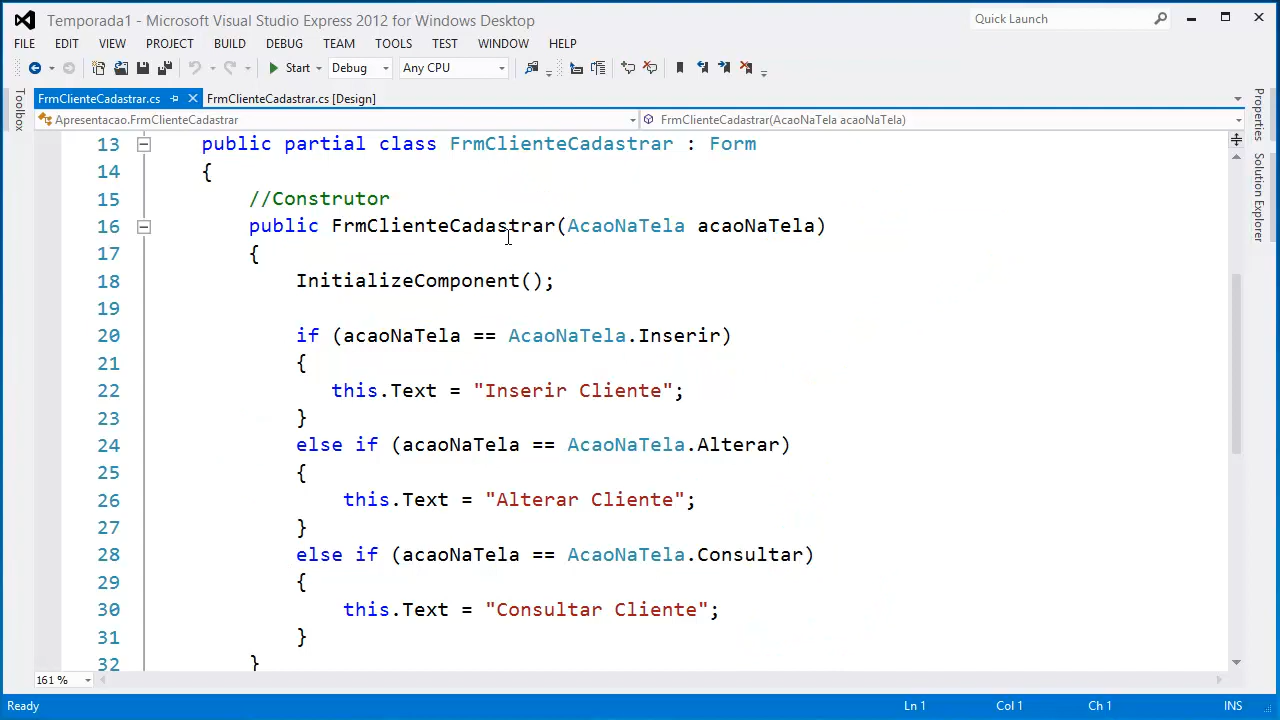 Temporada1 - Microsoft Visual Studio Express 2012 for Windows Desktop
Quick Launch
FILE EDIT VIEW PROJECT BUILD DEBUG TEAM TOOLS TEST WINDOW HELP
Start Debug Any CPU
FrmClienteCadastrar.cs FrmClienteCadastrar.cs [Design]
Apresentacao.FrmClienteCadastrar FrmClienteCadastrar(AcaoNaTela acaoNaTela)
Toolbox
Properties
Solution Explorer
13 public partial class FrmClienteCadastrar : Form
14 {
15 //Construtor
16 public FrmClienteCadastrar(AcaoNaTela acaoNaTela)
17 {
18 InitializeComponent();
19
20 if (acaoNaTela == AcaoNaTela.Inserir)
21 {
22 this.Text = "Inserir Cliente";
23 }
24 else if (acaoNaTela == AcaoNaTela.Alterar)
25 {
26 this.Text = "Alterar Cliente";
27 }
28 else if (acaoNaTela == AcaoNaTela.Consultar)
29 {
30 this.Text = "Consultar Cliente";
31 }
32 }
161 %
Ready Ln 1 Col 1 Ch 1 INS